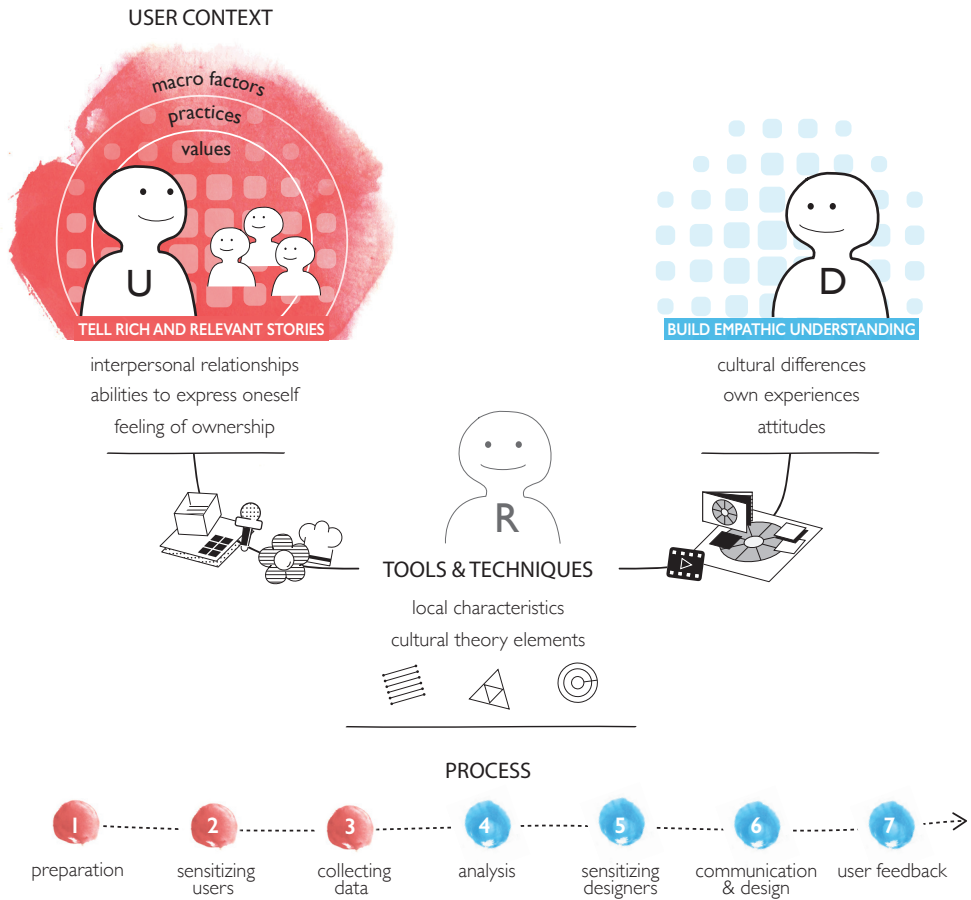 USER CONTEXT
macro factors
practices
values
U
TELL RICH AND RELEVANT STORIES
interpersonal relationships
abilities to express oneself
feeling of ownership
D
BUILD EMPATHIC UNDERSTANDING
cultural differences
own experiences
attitudes
R
TOOLS & TECHNIQUES
local characteristics
cultural theory elements
PROCESS
1
2
3
4
5
6
7
preparation
sensitizing
users
collecting
data
analysis
sensitizing
designers
communication
& design
user feedback